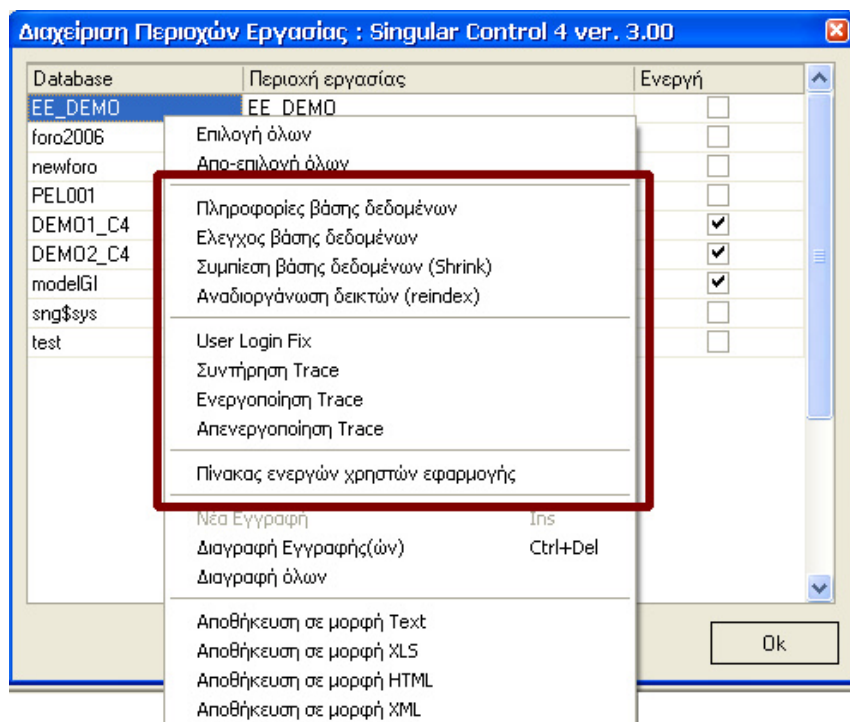 Διαχείριση Περιοχών Εργασίας : Singular Control 4 ver. 3.00
Database Περιοχή εργασίας Ενεργή
EE_DEMO EE_DEMO
foro2006
newforo
PEL001
DEMO1_C4
DEMO2_C4
modelGI
sng$sys
test
Επιλογή όλων
Απο-επιλογή όλων
Πληροφορίες βάσης δεδομένων
Ελεγχος βάσης δεδομένων
Συμπίεση βάσης δεδομένων (Shrink)
Αναδιοργάνωση δεικτών (reindex)
User Login Fix
Συντήρηση Trace
Ενεργοποίηση Trace
Απενεργοποίηση Trace
Πίνακας ενεργών χρηστών εφαρμογής
Νέα Εγγραφή Ins
Διαγραφή Εγγραφής(ών) Ctrl+Del
Διαγραφή όλων
Αποθήκευση σε μορφή Text
Αποθήκευση σε μορφή XLS
Αποθήκευση σε μορφή HTML
Αποθήκευση σε μορφή XML
Ok